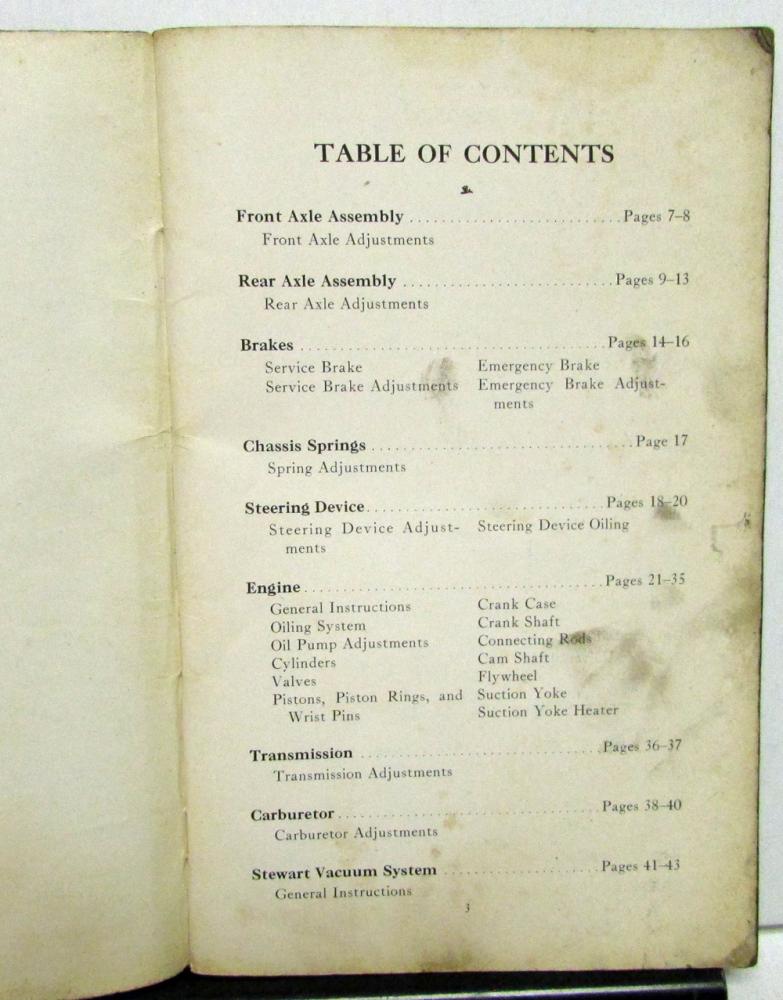 TABLE OF CONTENTS
Front Axle Assembly ........................... Pages 7–8
Front Axle Adjustments
Rear Axle Assembly ........................... Pages 9–13
Rear Axle Adjustments
Brakes ........................... Pages 14–16
Service Brake Emergency Brake
Service Brake Adjustments Emergency Brake Adjust-
ments
Chassis Springs ........................... Page 17
Spring Adjustments
Steering Device ........................... Pages 18–20
Steering Device Adjust- Steering Device Oiling
ments
Engine ........................... Pages 21–35
General Instructions Crank Case
Oiling System Crank Shaft
Oil Pump Adjustments Connecting Rods
Cylinders Cam Shaft
Valves Flywheel
Pistons, Piston Rings, and Suction Yoke
Wrist Pins Suction Yoke Heater
Transmission ........................... Pages 36–37
Transmission Adjustments
Carburetor ........................... Pages 38–40
Carburetor Adjustments
Stewart Vacuum System ........................... Pages 41–43
General Instructions
3